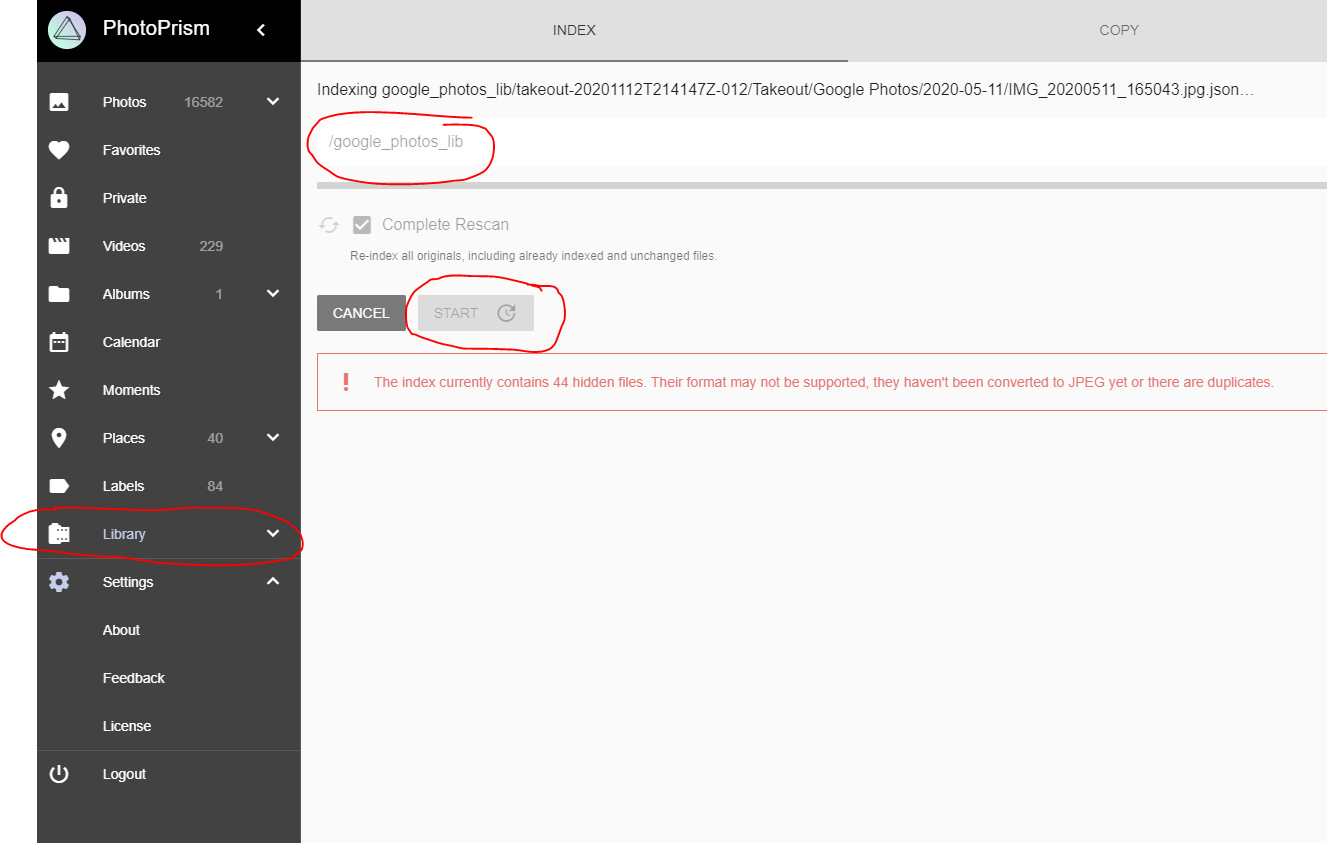 PhotoPrism
INDEX
COPY
Photos 16582
Favorites
Private
Videos 229
Albums 1
Calendar
Moments
Places 40
Labels 84
Library
Settings
About
Feedback
License
Logout
Indexing google_photos_lib/takeout-20201112T214147Z-012/Takeout/Google Photos/2020-05-11/IMG_20200511_165043.jpg.json…
/google_photos_lib
Complete Rescan
Re-index all originals, including already indexed and unchanged files.
CANCEL
START
The index currently contains 44 hidden files. Their format may not be supported, they haven't been converted to JPEG yet or there are duplicates.